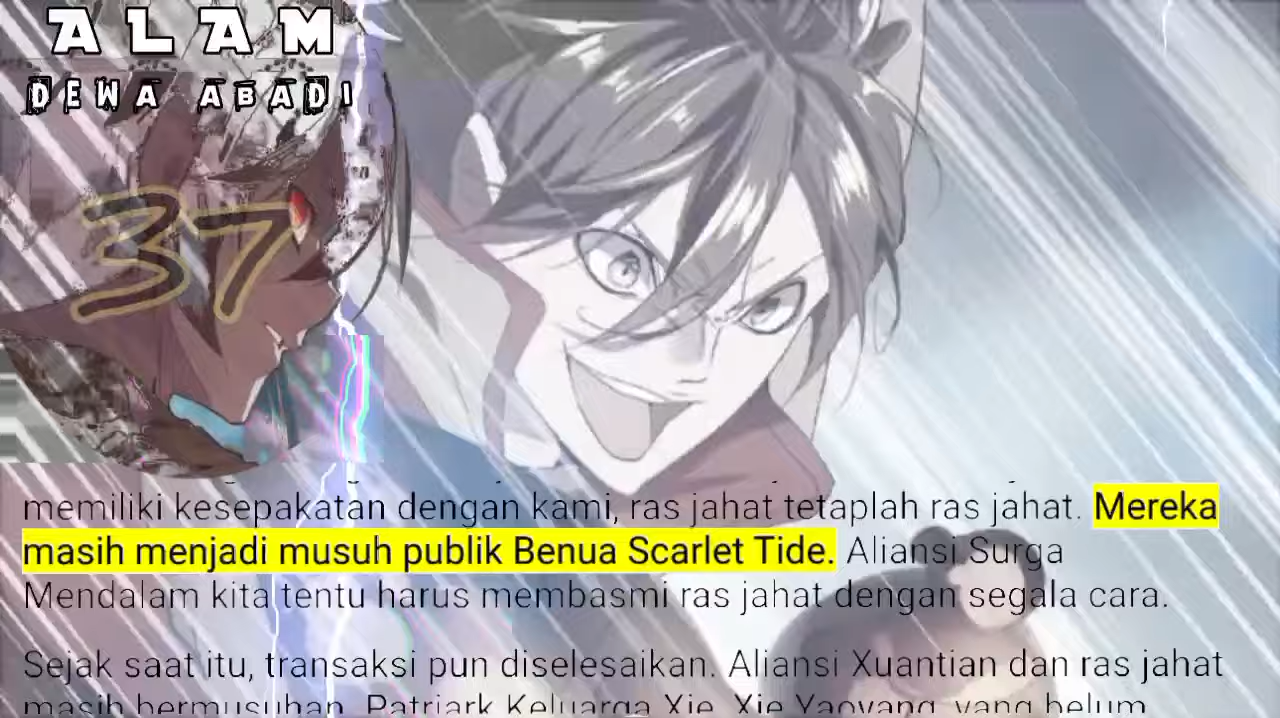 ALAM
DEWA ABADI
37
memiliki kesepakatan dengan kami, ras jahat tetaplah ras jahat. Mereka
masih menjadi musuh publik Benua Scarlet Tide. Aliansi Surga
Mendalam kita tentu harus membasmi ras jahat dengan segala cara.
Sejak saat itu, transaksi pun diselesaikan. Aliansi Xuantian dan ras jahat
masih bermusuhan. Patriark Keluarga Xie, Xie Yaoyang, yang belum